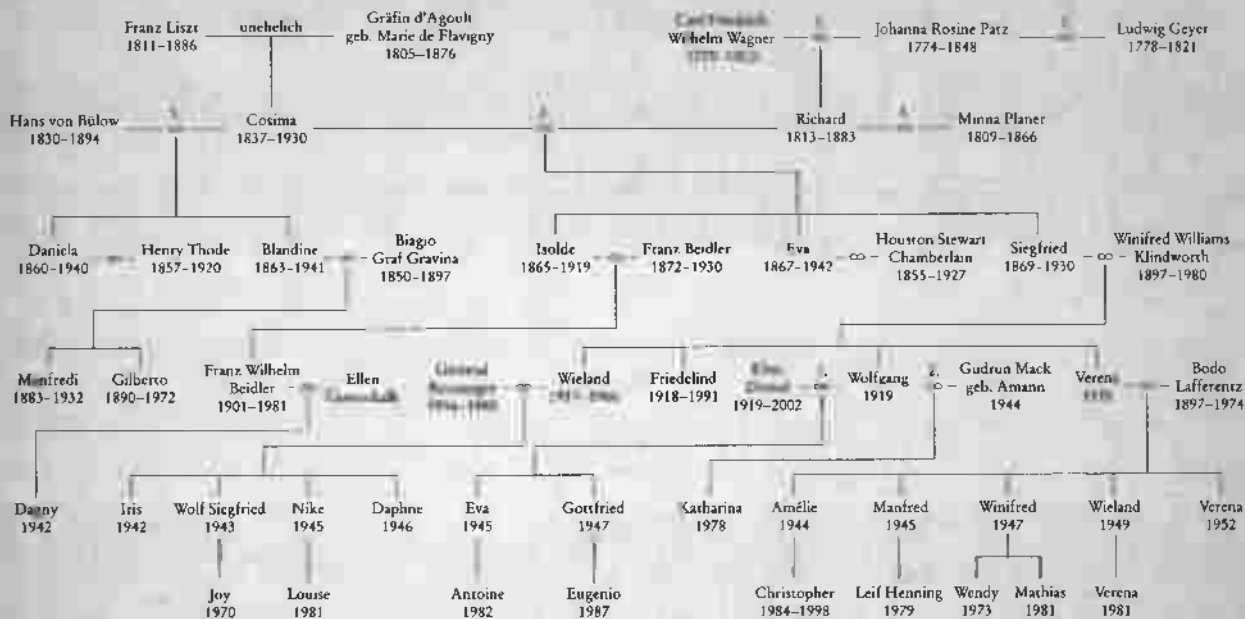 Franz Liszt
1811–1886
unehelich
Gräfin d'Agoult
geb. Marie de Flavigny
1805–1876
Wilhelm Wagner
Johanna Rosine Patz
1774–1848
Ludwig Geyer
1778–1821
Hans von Bülow
1830–1894
Cosima
1837–1930
Richard
1813–1883
Minna Planer
1809–1866
Daniela
1860–1940
Henry Thode
1857–1920
Blandine
1863–1941
Biagio
Graf Gravina
1850–1897
Isolde
1865–1919
Franz Beidler
1872–1930
Eva
1867–1942
Houston Stewart
Chamberlain
1855–1927
Siegfried
1869–1930
Winifred Williams
Klindworth
1897–1980
Manfredi
1883–1932
Gilberto
1890–1972
Franz Wilhelm
Beidler
1901–1981
Ellen
Wieland
Friedelind
1918–1991
1919–2002
Wolfgang
1919
2.
Gudrun Mack
geb. Amann
1944
Verena
Bodo
Lafferentz
1897–1974
Dagny
1942
Iris
1942
Wolf Siegfried
1943
Nike
1945
Daphne
1946
Eva
1945
Gottfried
1947
Katharina
1978
Amélie
1944
Manfred
1945
Winifred
1947
Wieland
1949
Verena
1952
Joy
1970
Louise
1981
Antoine
1982
Eugenio
1987
Christopher
1984–1998
Leif Henning
1979
Wendy
1973
Mathias
1981
Verena
1981